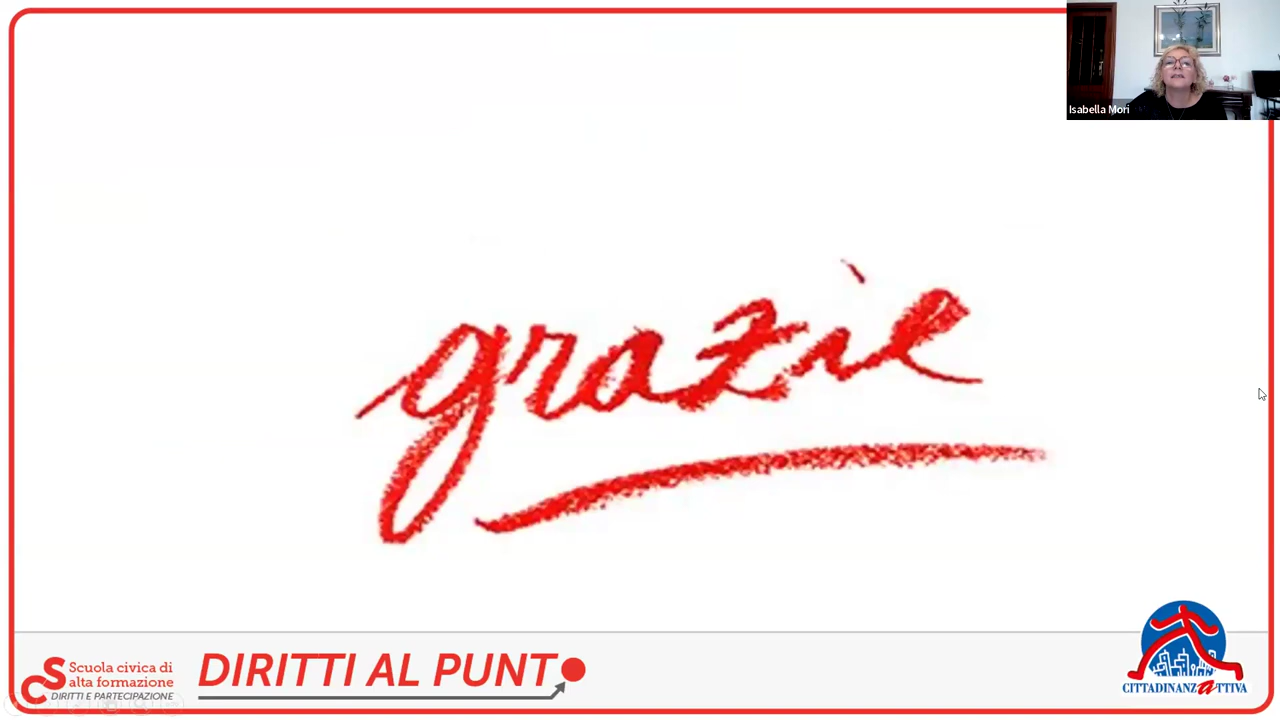 Isabella Mori
grazie
Scuola civica di
alta formazione
DIRITTI E PARTECIPAZIONE
DIRITTI AL PUNTO
CITTADINANZATTIVA